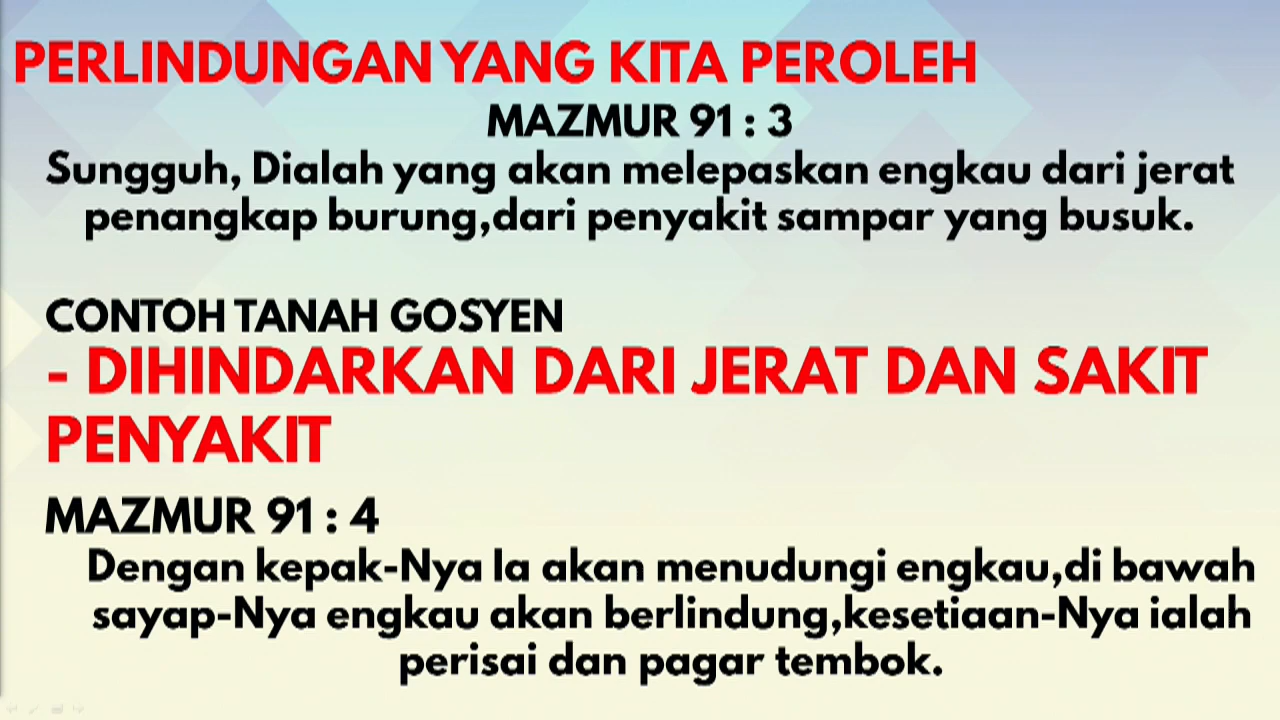 PERLINDUNGAN YANG KITA PEROLEH
MAZMUR 91 : 3
Sungguh, Dialah yang akan melepaskan engkau dari jerat
penangkap burung,dari penyakit sampar yang busuk.
CONTOH TANAH GOSYEN
- DIHINDARKAN DARI JERAT DAN SAKIT
PENYAKIT
MAZMUR 91 : 4
Dengan kepak-Nya Ia akan menudungi engkau,di bawah
sayap-Nya engkau akan berlindung,kesetiaan-Nya ialah
perisai dan pagar tembok.